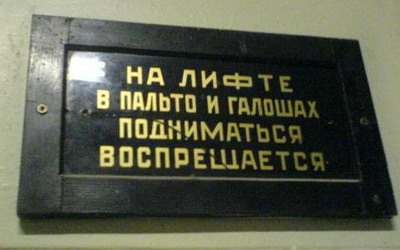 НА ЛИФТЕ
В ПАЛЬТО И ГАЛОШАХ
ПОДНИМАТЬСЯ
ВОСПРЕЩАЕТСЯ